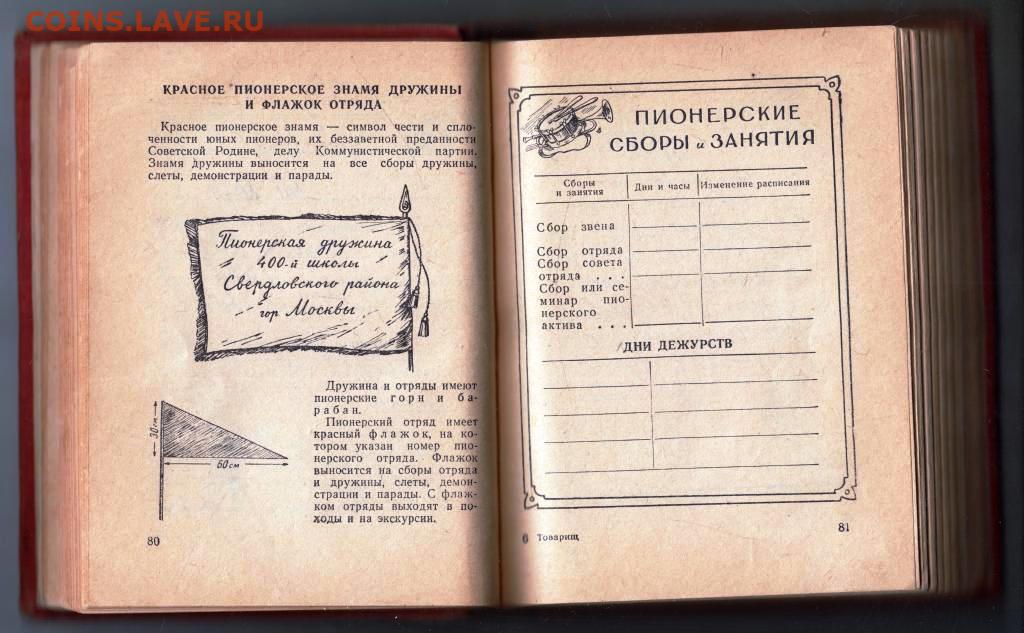 COINS.LAVE.RU
КРАСНОЕ ПИОНЕРСКОЕ ЗНАМЯ ДРУЖИНЫ
И ФЛАЖОК ОТРЯДА
Красное пионерское знамя — символ чести и спло-
ченности юных пионеров, их беззаветной преданности
Советской Родине, делу Коммунистической партии.
Знамя дружины выносится на все сборы дружины,
слеты, демонстрации и парады.
Пионерская дружина
400-й школы
Свердловского района
гор Москвы
Дружина и отряды имеют
пионерские горн и ба-
рабан.
Пионерский отряд имеет
красный флажок, на ко-
тором указан номер пио-
нерского отряда. Флажок
выносится на сборы отряда
и дружины, слеты, демон-
страции и парады. С флаж-
ком отряды выходят в по-
ходы и на экскурсии.
30см
60см
80
ПИОНЕРСКИЕ
СБОРЫ и ЗАНЯТИЯ
Сборы
и занятия
Дни и часы
Изменение расписания
Сбор звена
Сбор отряда
Сбор совета
отряда . . .
Сбор или се-
минар пио-
нерского
актива . . .
ДНИ ДЕЖУРСТВ
6 Товарищ
81